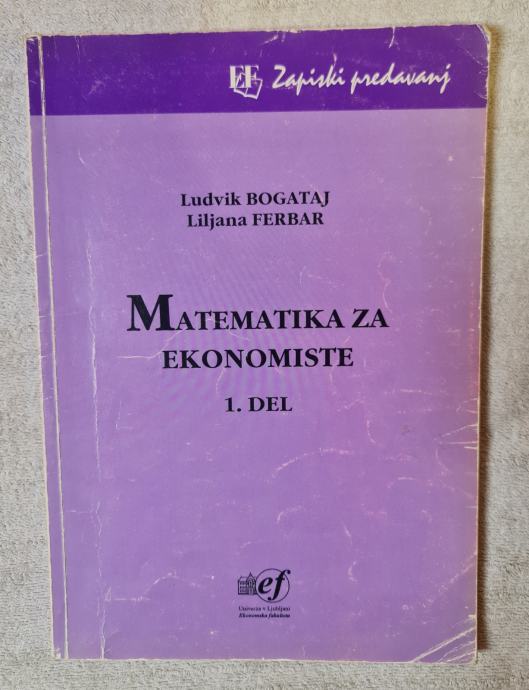 EF Zapiski predavanj
Ludvik BOGATAJ
Liljana FERBAR
MATEMATIKA ZA
EKONOMISTE
1. DEL
ef
Univerza v Ljubljani
Ekonomska fakulteta